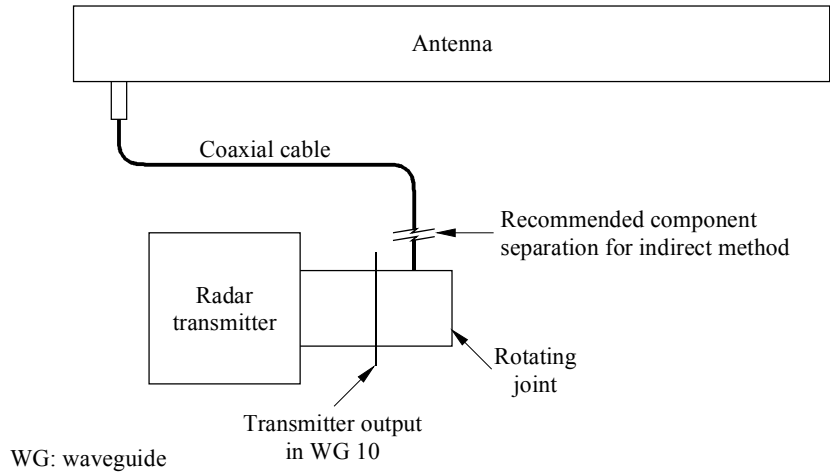 Antenna
Coaxial cable
Recommended component
separation for indirect method
Radar
transmitter
Rotating
joint
Transmitter output
in WG 10
WG: waveguide